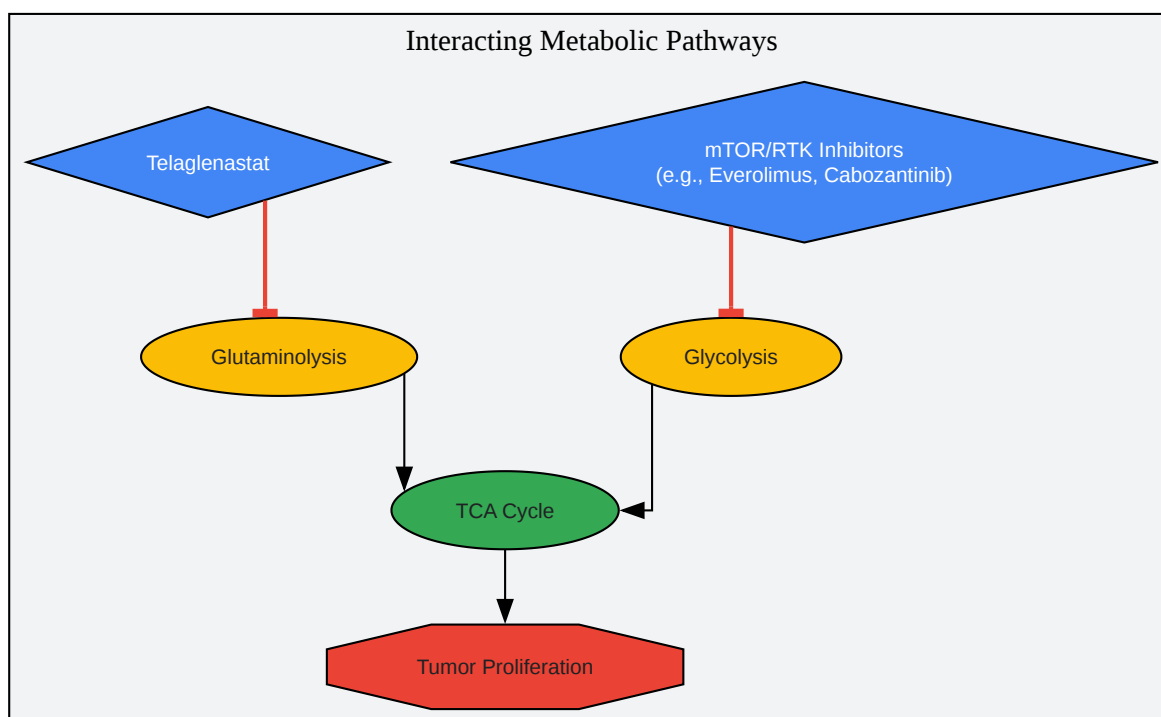 Interacting Metabolic Pathways
Telaglenastat
mTOR/RTK Inhibitors
(e.g., Everolimus, Cabozantinib)
Glutaminolysis
Glycolysis
TCA Cycle
Tumor Proliferation